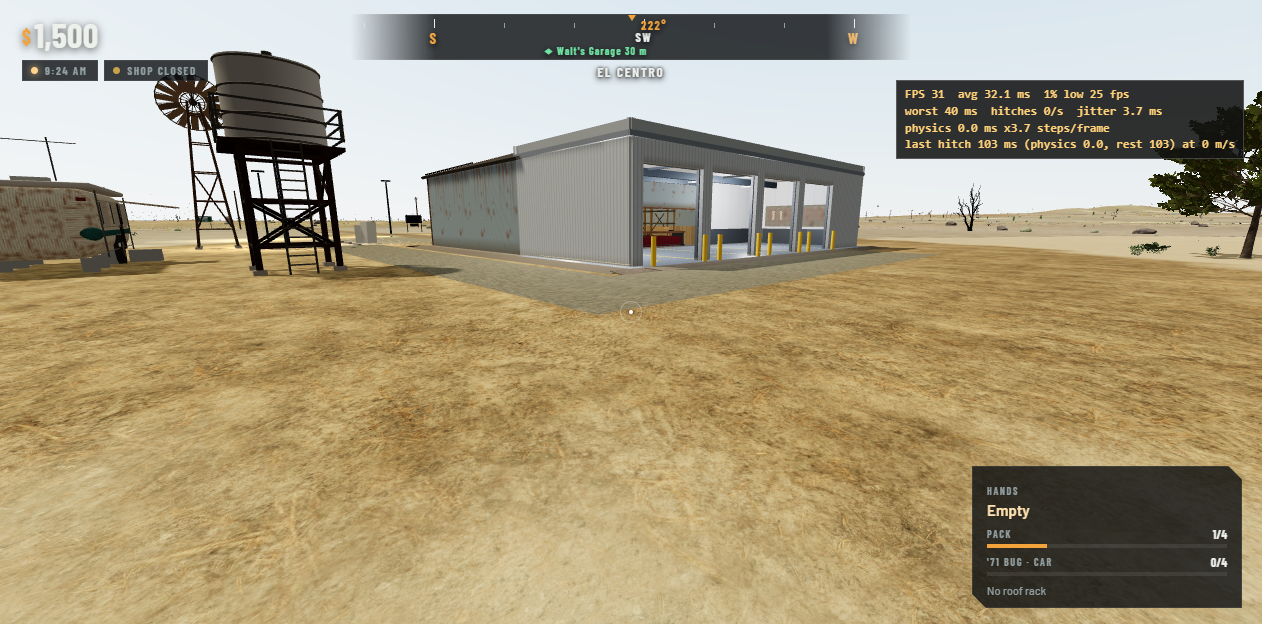 $1,500
9:24 AM
SHOP CLOSED
222°
S
SW
W
Walt's Garage 30 m
EL CENTRO
FPS 31 avg 32.1 ms 1% low 25 fps
worst 40 ms hitches 0/s jitter 3.7 ms
physics 0.0 ms x3.7 steps/frame
last hitch 103 ms (physics 0.0, rest 103) at 0 m/s
HANDS
Empty
PACK 1/4
'71 BUG - CAR 0/4
No roof rack